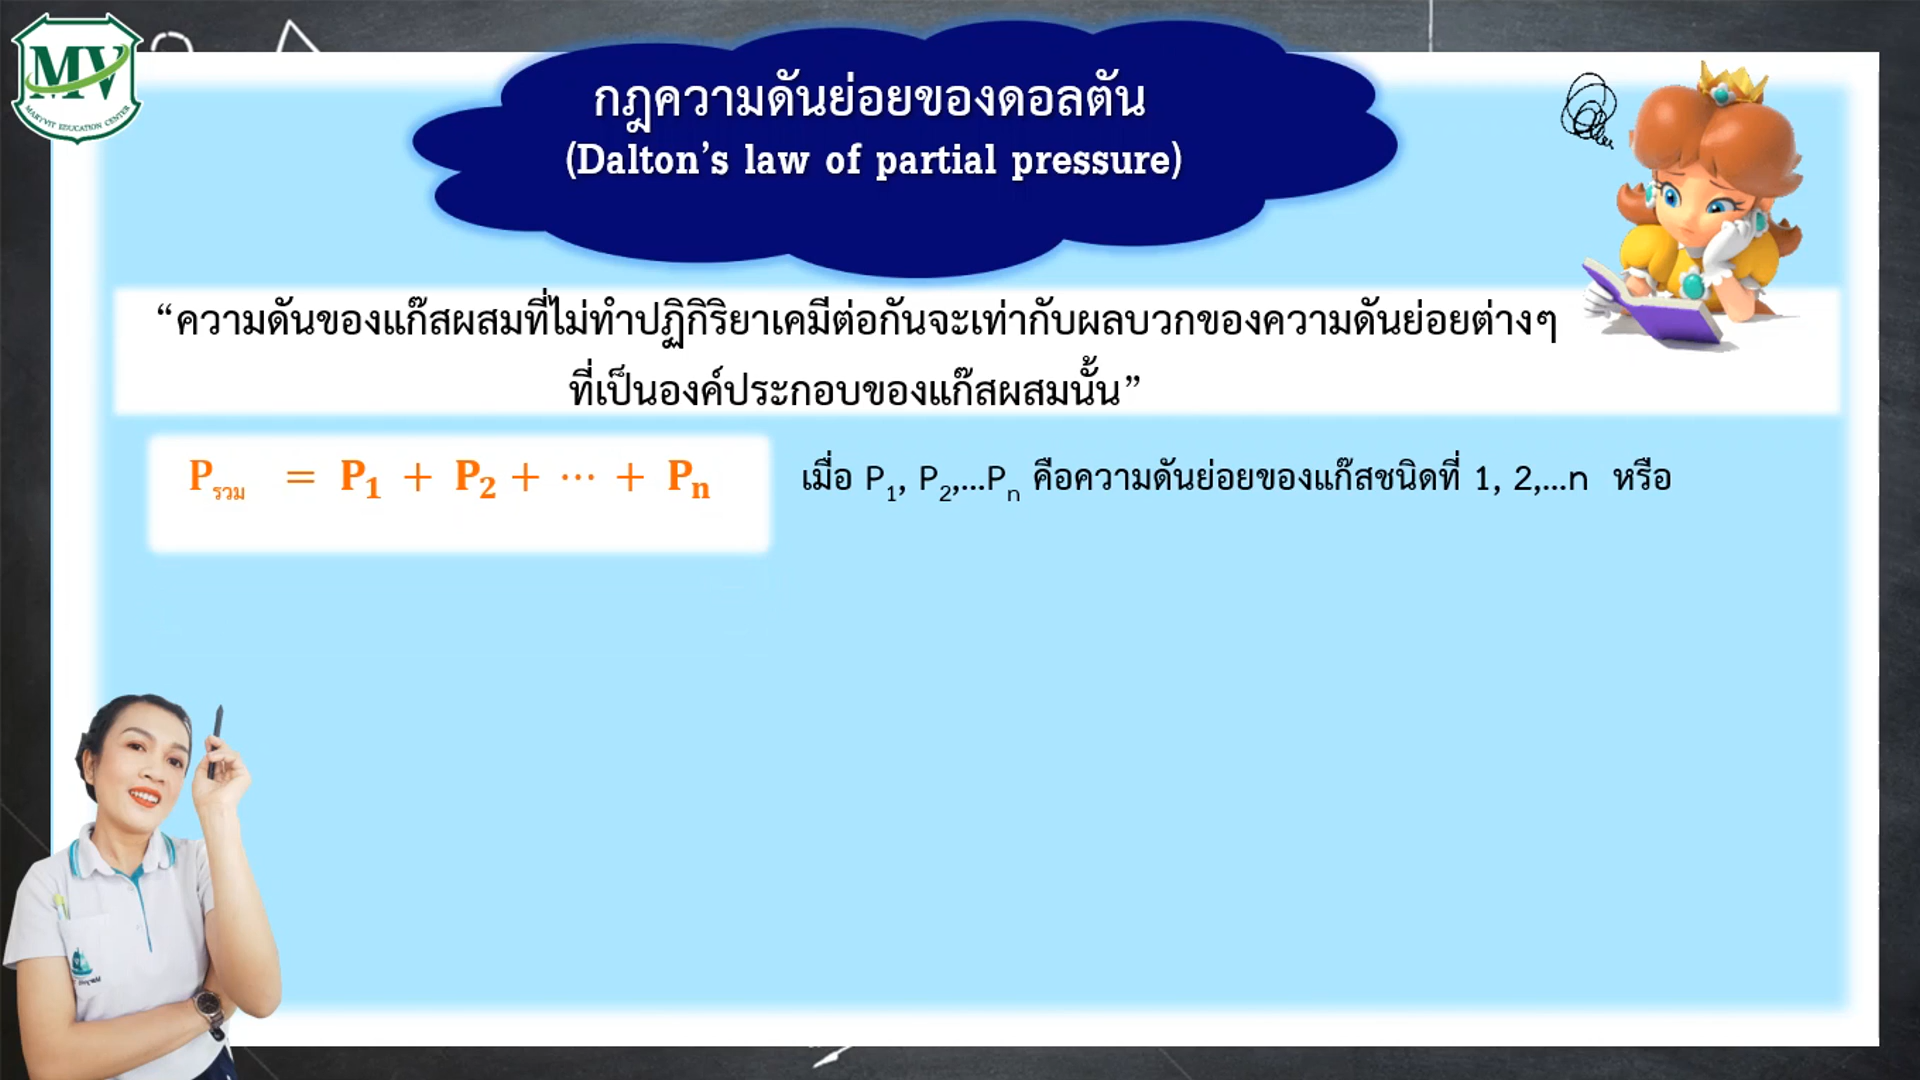 MV
MARYVIT EDUCATION CENTER
กฎความดันย่อยของดอลตัน
(Dalton’s law of partial pressure)
“ความดันของแก๊สผสมที่ไม่ทำปฏิกิริยาเคมีต่อกันจะเท่ากับผลบวกของความดันย่อยต่างๆ
ที่เป็นองค์ประกอบของแก๊สผสมนั้น”
Pรวม = P₁ + P₂ + ⋯ + Pₙ เมื่อ P₁, P₂,...Pₙ คือความดันย่อยของแก๊สชนิดที่ 1, 2,...n หรือ